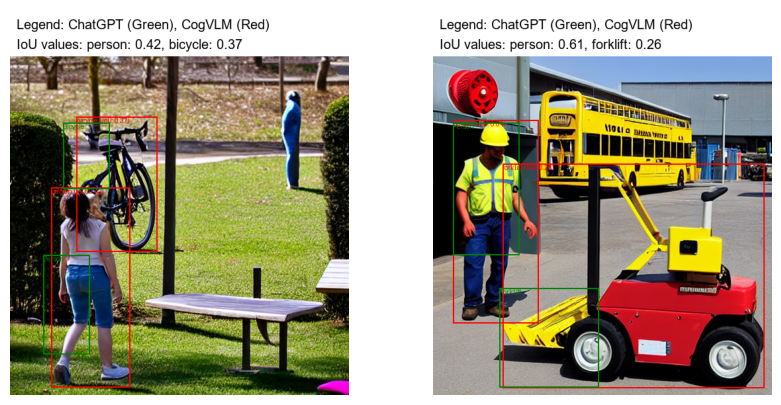 Legend: ChatGPT (Green), CogVLM (Red)
IoU values: person: 0.42, bicycle: 0.37
Legend: ChatGPT (Green), CogVLM (Red)
IoU values: person: 0.61, forklift: 0.26